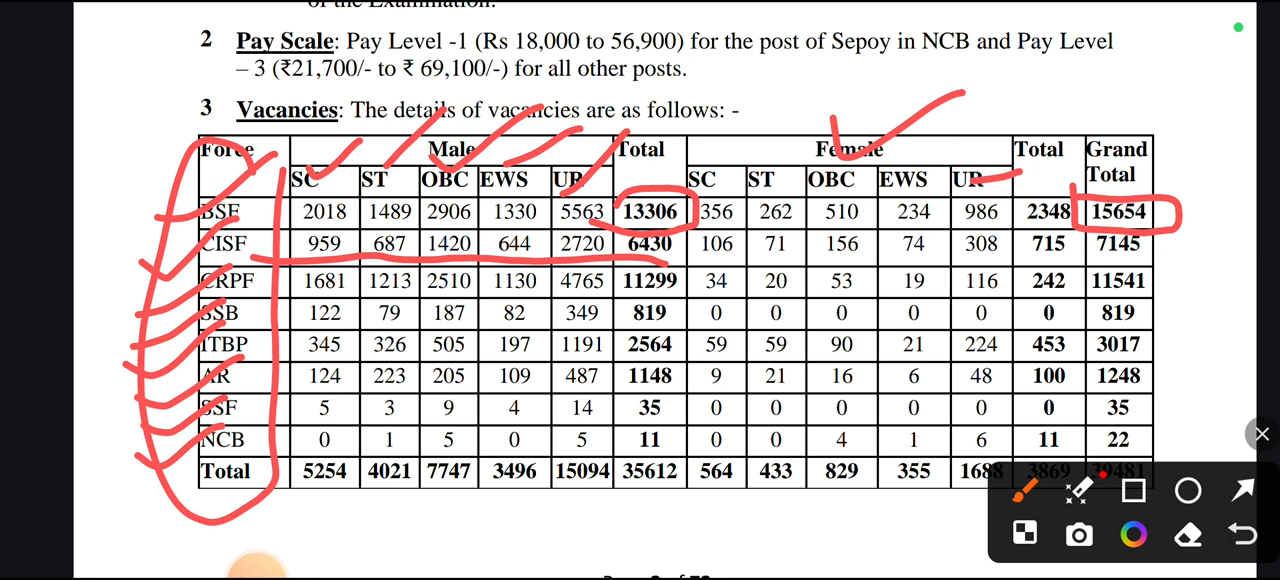 of the Examination.
2 Pay Scale: Pay Level -1 (Rs 18,000 to 56,900) for the post of Sepoy in NCB and Pay Level
– 3 (₹21,700/- to ₹ 69,100/-) for all other posts.
3 Vacancies: The details of vacancies are as follows: -
Force Male Total Female Total Grand Total
SC ST OBC EWS UR SC ST OBC EWS UR
BSF 2018 1489 2906 1330 5563 13306 356 262 510 234 986 2348 15654
CISF 959 687 1420 644 2720 6430 106 71 156 74 308 715 7145
CRPF 1681 1213 2510 1130 4765 11299 34 20 53 19 116 242 11541
SSB 122 79 187 82 349 819 0 0 0 0 0 0 819
ITBP 345 326 505 197 1191 2564 59 59 90 21 224 453 3017
AR 124 223 205 109 487 1148 9 21 16 6 48 100 1248
SSF 5 3 9 4 14 35 0 0 0 0 0 0 35
NCB 0 1 5 0 5 11 0 0 4 1 6 11 22
Total 5254 4021 7747 3496 15094 35612 564 433 829 355 1688 3869 39481